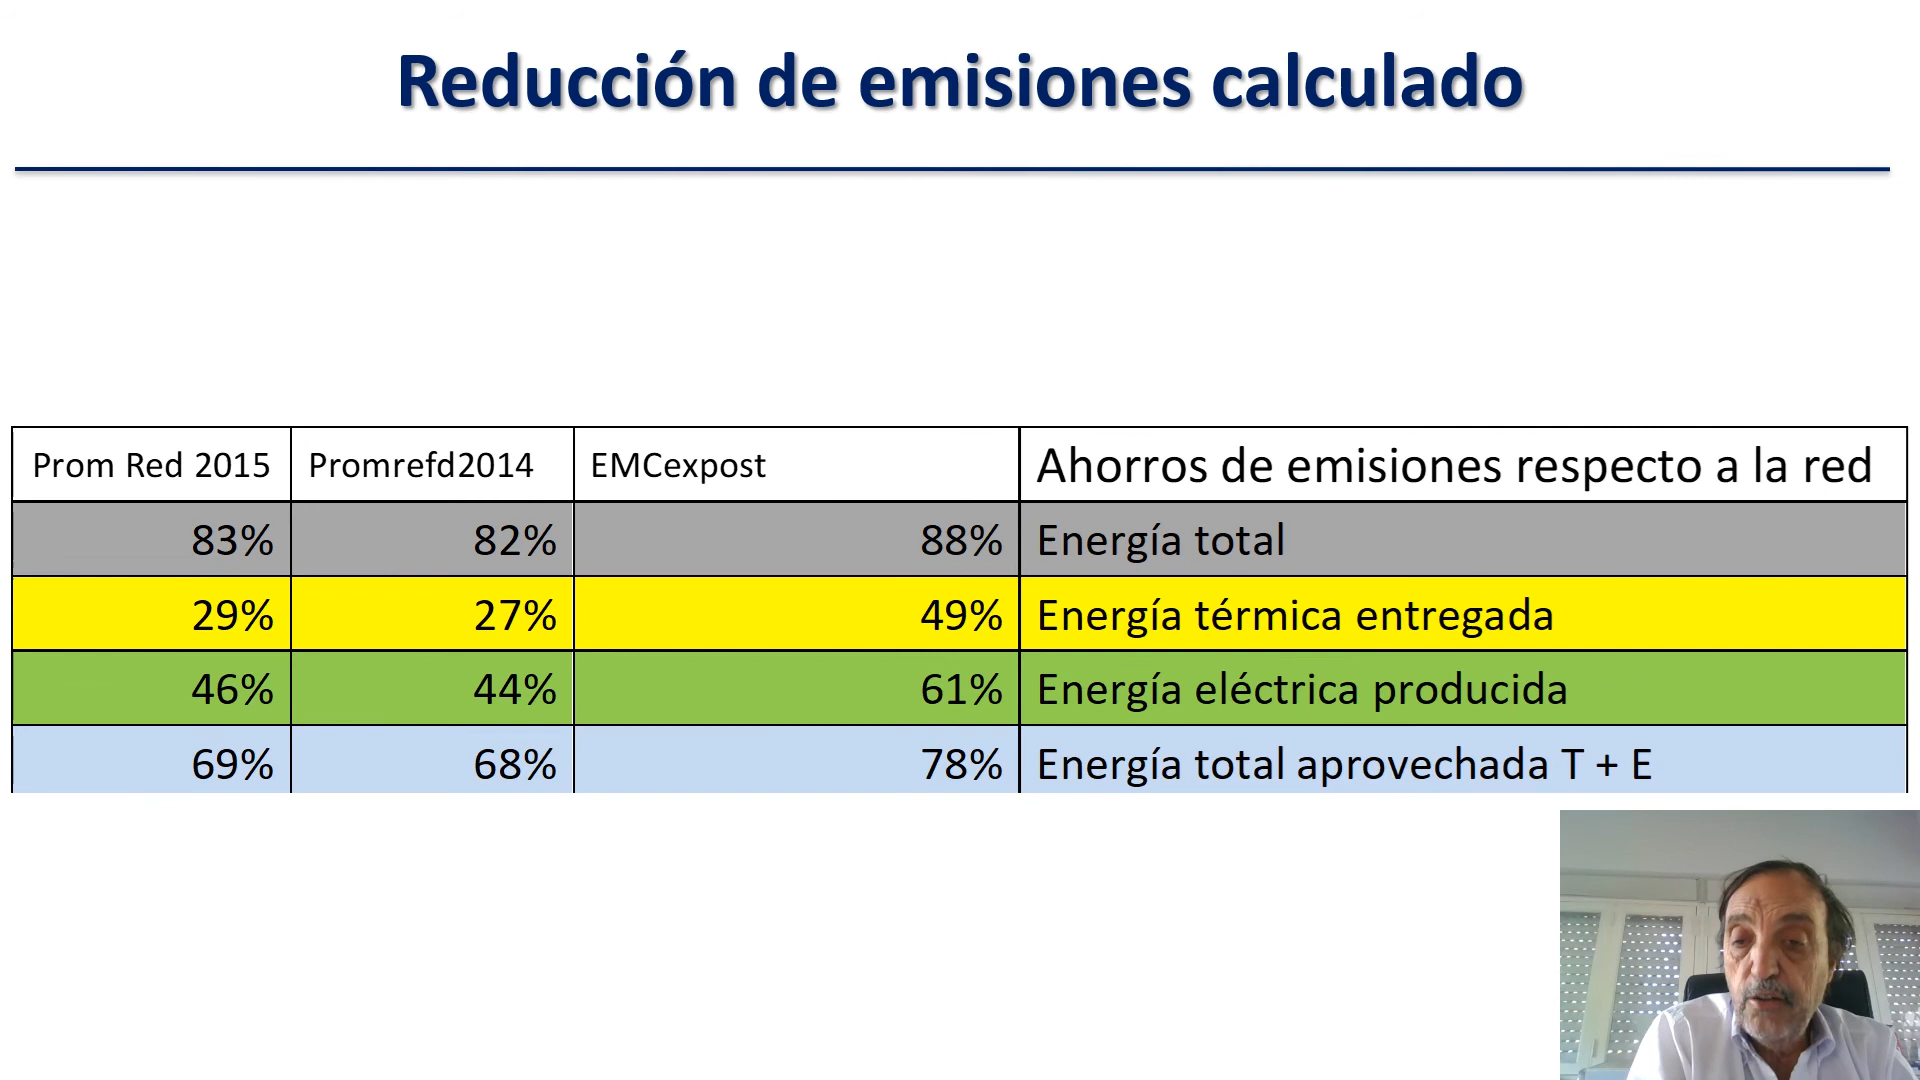 Reducción de emisiones calculado
Prom Red 2015 Promrefd2014 EMCexpost Ahorros de emisiones respecto a la red
83% 82% 88% Energía total
29% 27% 49% Energía térmica entregada
46% 44% 61% Energía eléctrica producida
69% 68% 78% Energía total aprovechada T + E